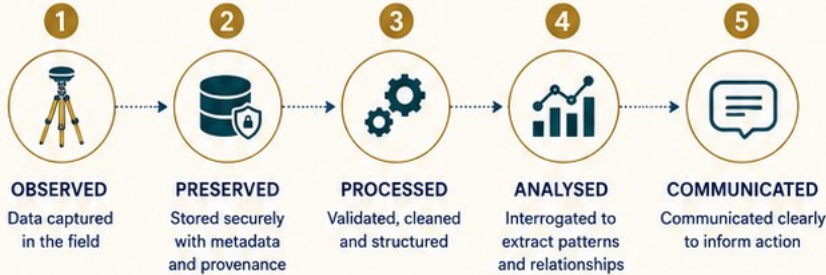 1
2
3
4
5
OBSERVED
Data captured
in the field
PRESERVED
Stored securely
with metadata
and provenance
PROCESSED
Validated, cleaned
and structured
ANALYSED
Interrogated to
extract patterns
and relationships
COMMUNICATED
Communicated clearly
to inform action